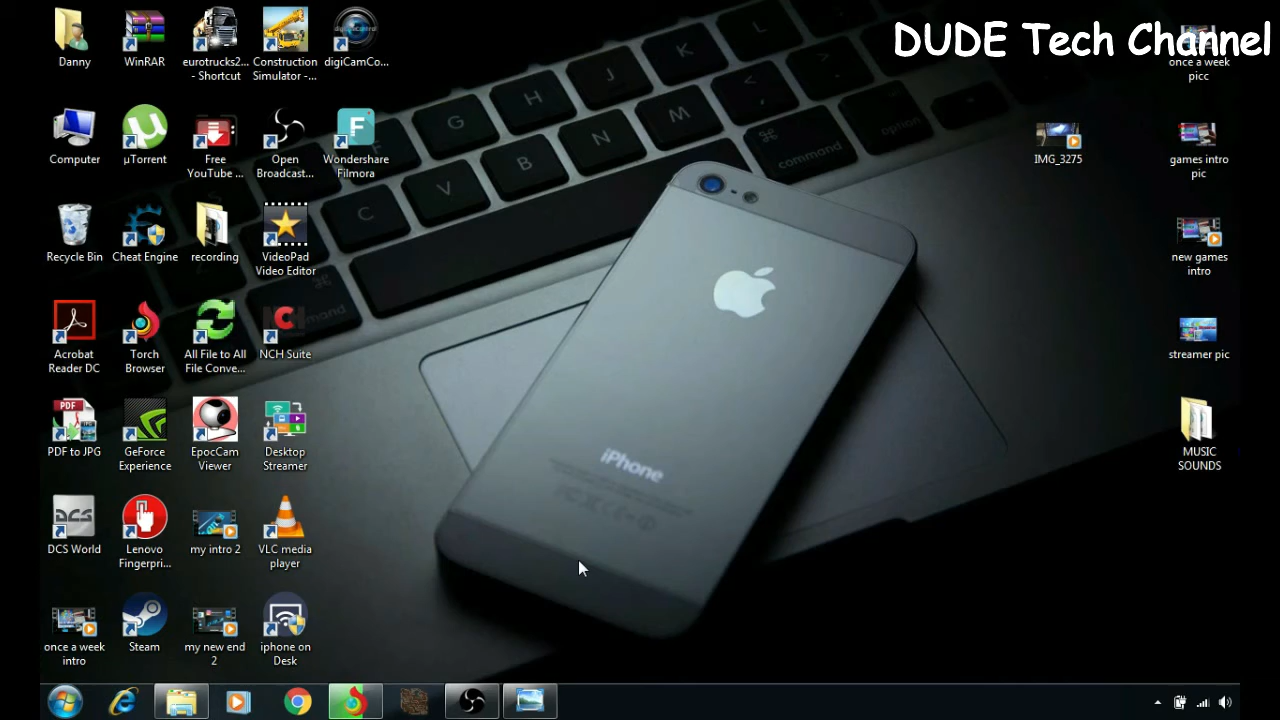 DUDE Tech Channel
Danny
WinRAR
eurotrucks2...
- Shortcut
Construction
Simulator -...
digiCamCo...
once a week
picc
Computer
µTorrent
Free
YouTube ...
Open
Broadcast...
Wondershare
Filmora
IMG_3275
games intro
pic
Recycle Bin
Cheat Engine
recording
VideoPad
Video Editor
new games
intro
Acrobat
Reader DC
Torch
Browser
All File to All
File Conve...
NCH Suite
streamer pic
PDF
PDF to JPG
GeForce
Experience
EpocCam
Viewer
Desktop
Streamer
MUSIC
SOUNDS
DCS
DCS World
Lenovo
Fingerpri...
my intro 2
VLC media
player
once a week
intro
Steam
my new end
2
iphone on
Desk
K
L
H
J
G
M
N
B
V
C
command
option
iPhone